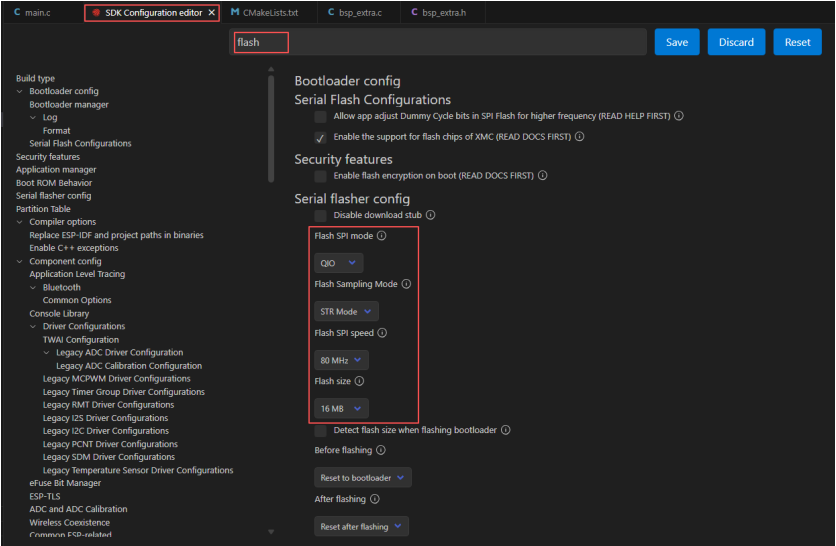 main.c
SDK Configuration editor
CMakeLists.txt
bsp_extra.c
bsp_extra.h
flash
Save
Discard
Reset
Build type
Bootloader config
Bootloader manager
Log
Format
Serial Flash Configurations
Security features
Application manager
Boot ROM Behavior
Serial flasher config
Partition Table
Compiler options
Replace ESP-IDF and project paths in binaries
Enable C++ exceptions
Component config
Application Level Tracing
Bluetooth
Common Options
Console Library
Driver Configurations
TWAI Configuration
Legacy ADC Driver Configuration
Legacy ADC Calibration Configuration
Legacy MCPWM Driver Configurations
Legacy Timer Group Driver Configurations
Legacy RMT Driver Configurations
Legacy I2S Driver Configurations
Legacy I2C Driver Configurations
Legacy PCNT Driver Configurations
Legacy SDM Driver Configurations
Legacy Temperature Sensor Driver Configurations
eFuse Bit Manager
ESP-TLS
ADC and ADC Calibration
Wireless Coexistence
Common ESP-related
Bootloader config
Serial Flash Configurations
Allow app adjust Dummy Cycle bits in SPI Flash for higher frequency (READ HELP FIRST)
Enable the support for flash chips of XMC (READ DOCS FIRST)
Security features
Enable flash encryption on boot (READ DOCS FIRST)
Serial flasher config
Disable download stub
Flash SPI mode
QIO
Flash Sampling Mode
STR Mode
Flash SPI speed
80 MHz
Flash size
16 MB
Detect flash size when flashing bootloader
Before flashing
Reset to bootloader
After flashing
Reset after flashing